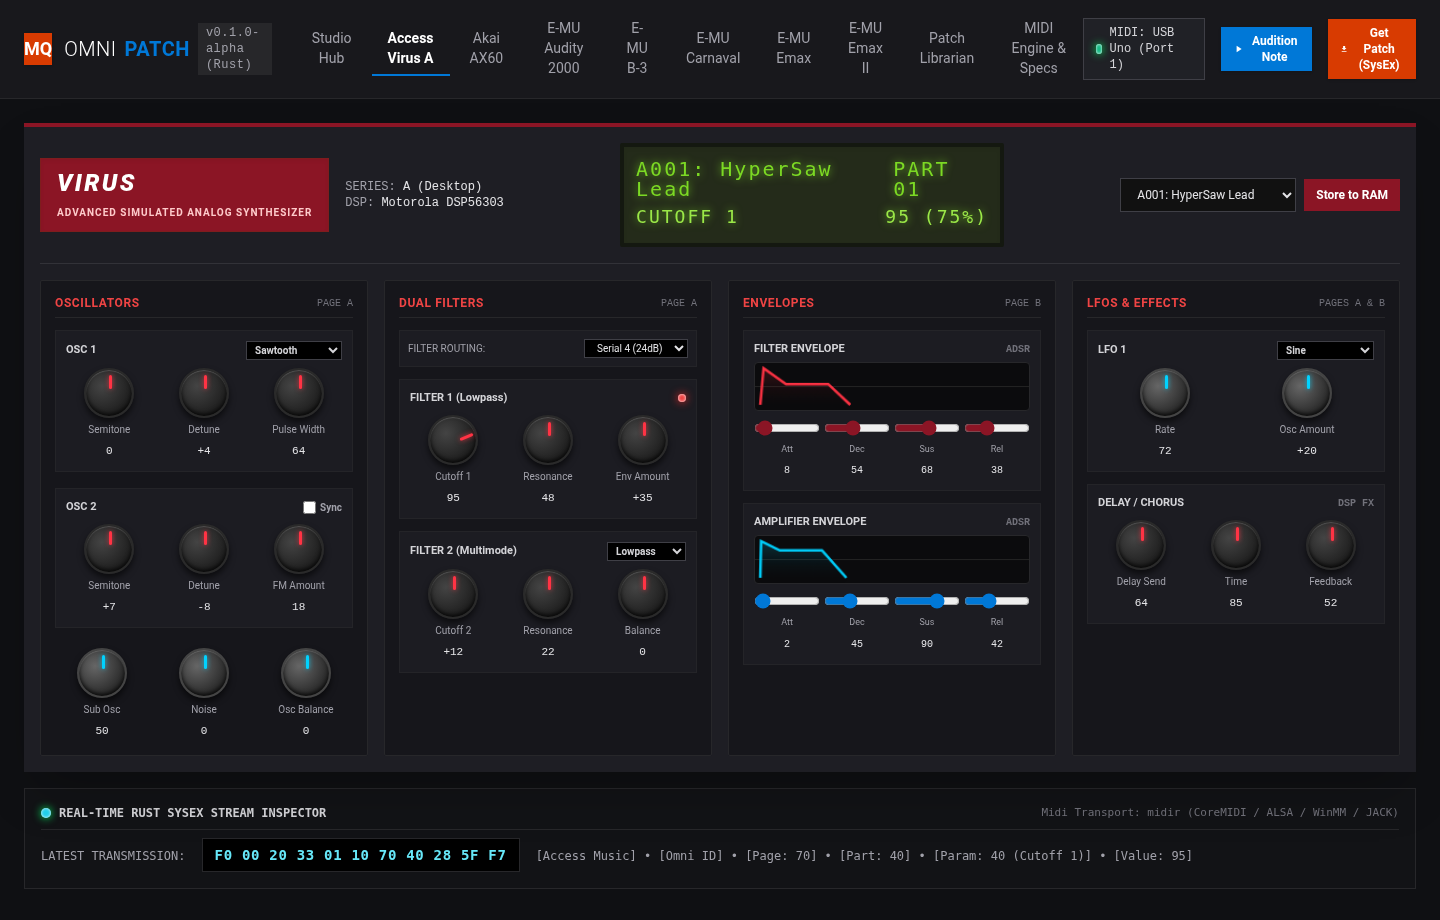 MQ OMNI PATCH
v0.1.0-
alpha
(Rust)
Studio
Hub
Access
Virus A
Akai
AX60
E-MU
Audity
2000
E-
MU
B-3
E-MU
Carnaval
E-MU
Emax
E-MU
Emax
II
Patch
Librarian
MIDI
Engine &
Specs
MIDI: USB
Uno (Port
1)
Audition
Note
Get
Patch
(SysEx)
VIRUS
ADVANCED SIMULATED ANALOG SYNTHESIZER
SERIES: A (Desktop)
DSP: Motorola DSP56303
A001: HyperSaw
Lead
PART
01
CUTOFF 1 95 (75%)
A001: HyperSaw Lead
Store to RAM
OSCILLATORS PAGE A
OSC 1 Sawtooth
Semitone Detune Pulse Width
0 +4 64
OSC 2 Sync
Semitone Detune FM Amount
+7 -8 18
Sub Osc Noise Osc Balance
50 0 0
DUAL FILTERS PAGE A
FILTER ROUTING: Serial 4 (24dB)
FILTER 1 (Lowpass)
Cutoff 1 Resonance Env Amount
95 48 +35
FILTER 2 (Multimode) Lowpass
Cutoff 2 Resonance Balance
+12 22 0
ENVELOPES PAGE B
FILTER ENVELOPE ADSR
Att Dec Sus Rel
8 54 68 38
AMPLIFIER ENVELOPE ADSR
Att Dec Sus Rel
2 45 90 42
LFOS & EFFECTS PAGES A & B
LFO 1 Sine
Rate Osc Amount
72 +20
DELAY / CHORUS DSP FX
Delay Send Time Feedback
64 85 52
REAL-TIME RUST SYSEX STREAM INSPECTOR
Midi Transport: midir (CoreMIDI / ALSA / WinMM / JACK)
LATEST TRANSMISSION: F0 00 20 33 01 10 70 40 28 5F F7 [Access Music] • [Omni ID] • [Page: 70] • [Part: 40] • [Param: 40 (Cutoff 1)] • [Value: 95]